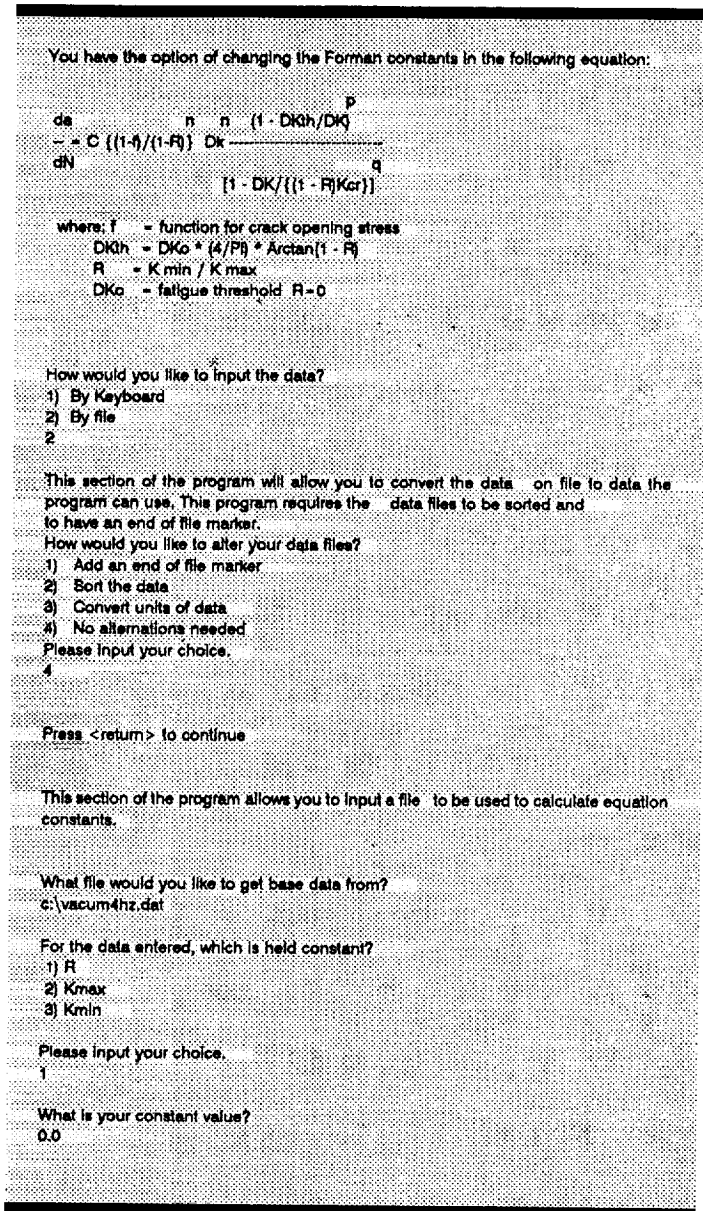 You have the option of changing the Forman constants in the following equation:
p
da n n (1 - DKth/DK)
-- = C {(1-f)/(1-R)} Dk -----------------------
dN q
[1 - DK/{(1 - R)Kcr}]
where: f = function for crack opening stress
DKth = DKo * (4/PI) * Arctan(1 - R)
R = K min / K max
DKo = fatigue threshold R=0
How would you like to input the data?
1) By Keyboard
2) By file
2
This section of the program will allow you to convert the data on file to data the
program can use. This program requires the data files to be sorted and
to have an end of file marker.
How would you like to alter your data files?
1) Add an end of file marker
2) Sort the data
3) Convert units of data
4) No alternations needed
Please input your choice.
4
Press <return> to continue
This section of the program allows you to input a file to be used to calculate equation
constants.
What file would you like to get base data from?
c:\vacum4hz.dat
For the data entered, which is held constant?
1) R
2) Kmax
3) Kmin
Please input your choice.
1
What is your constant value?
0.0